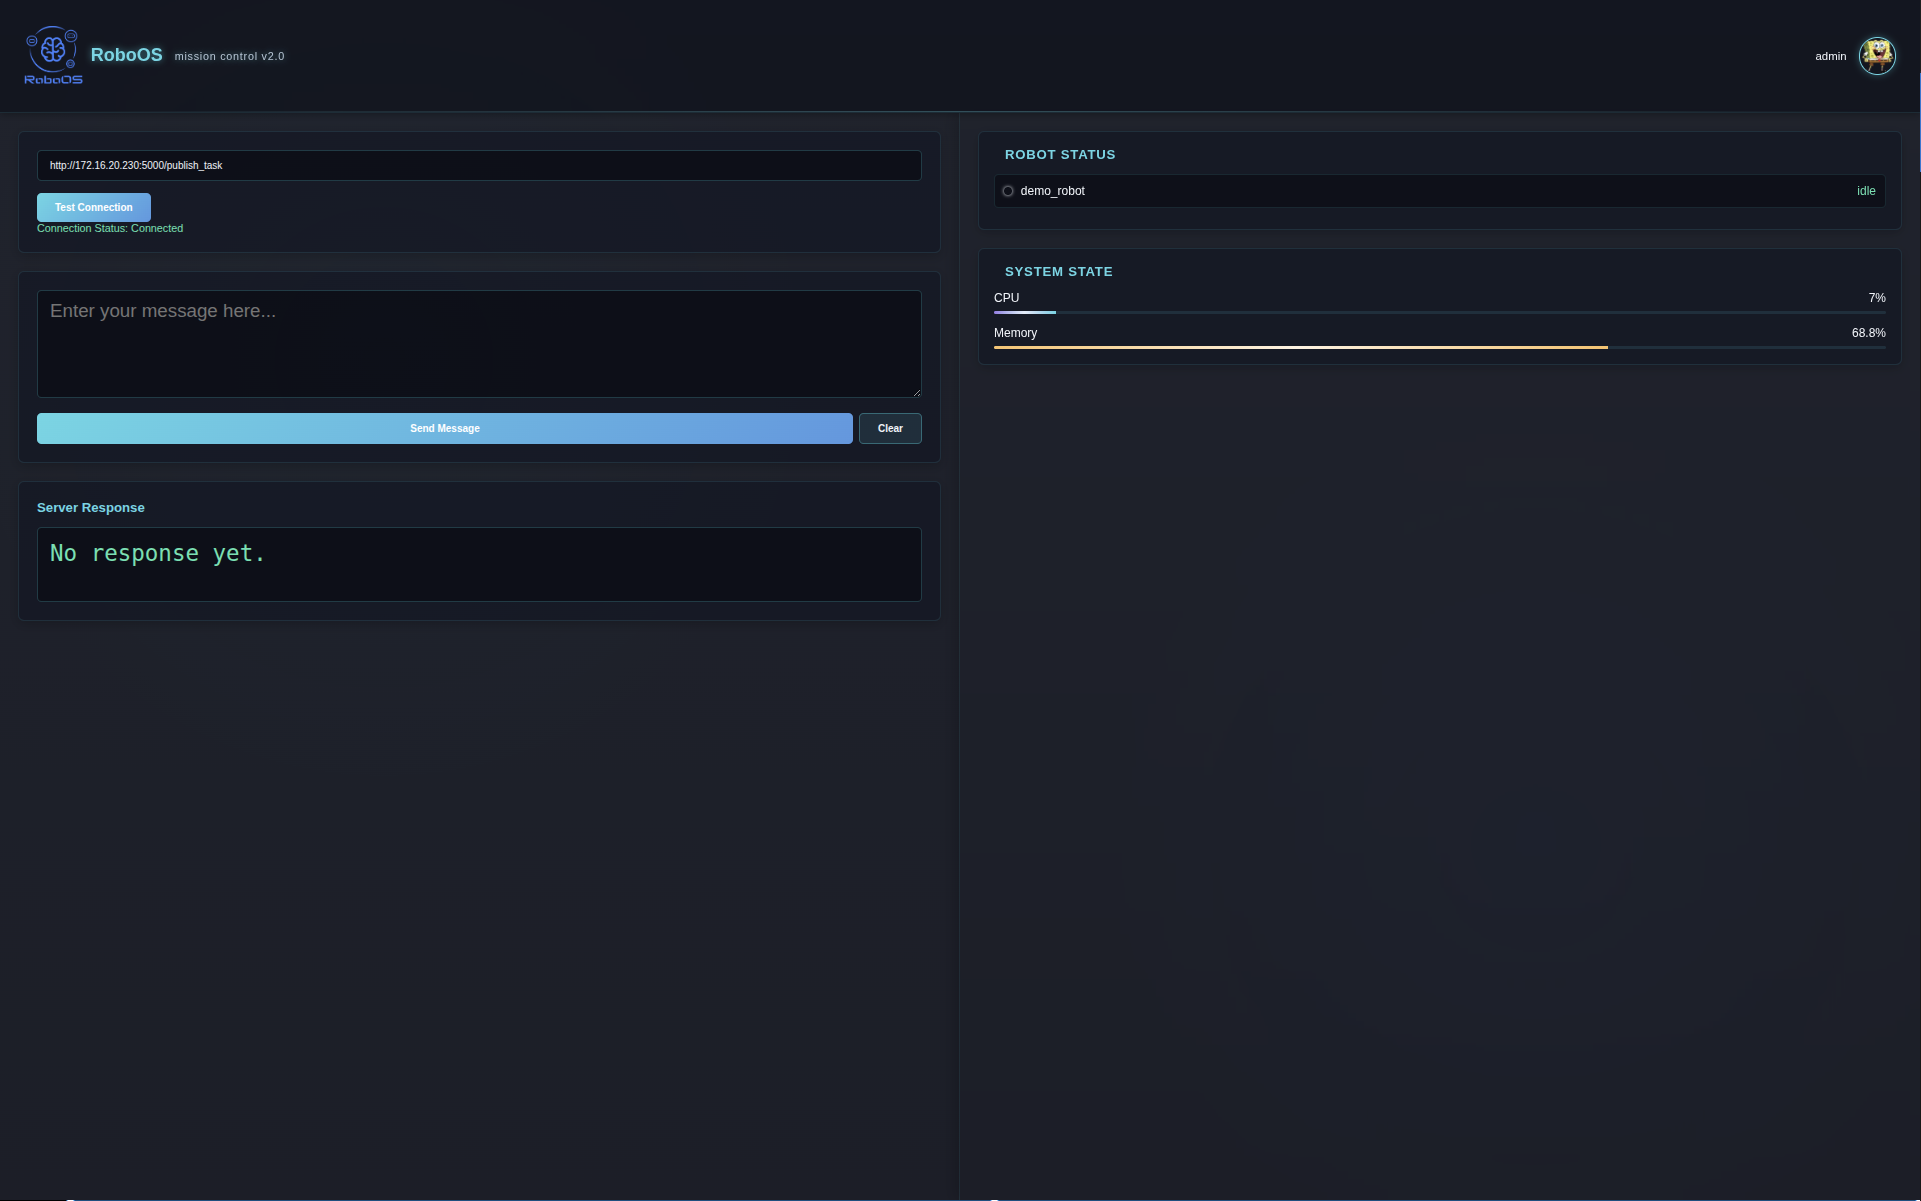 RoboOS
RoboOS mission control v2.0
admin
http://172.16.20.230:5000/publish_task
Test Connection
Connection Status: Connected
Enter your message here...
Send Message
Clear
Server Response
No response yet.
ROBOT STATUS
demo_robot
idle
SYSTEM STATE
CPU
7%
Memory
68.8%